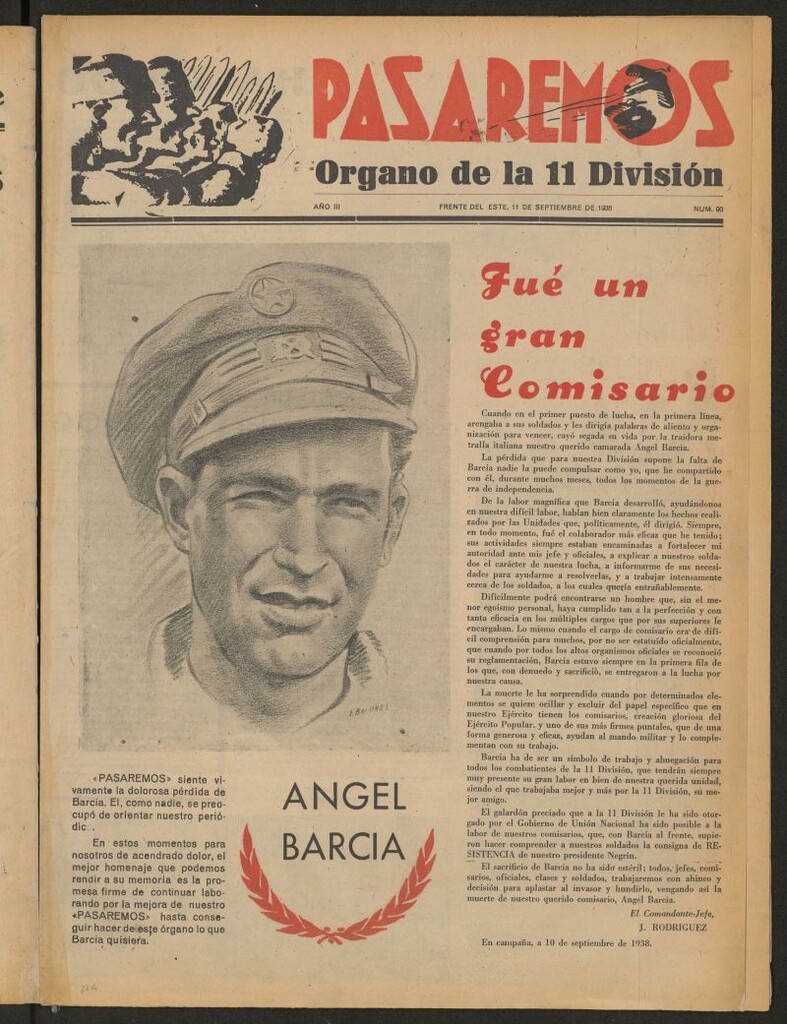 PASAREMOS
Organo de la 11 División
AÑO III
FRENTE DEL ESTE, 11 DE SEPTIEMBRE DE 1938
NUM. 90
Fué un
gran
Comisario
Cuando en el primer puesto de lucha, en la primera línea,
arengaba a sus soldados y les dirigía palabras de aliento y orga-
nización para vencer, cayó segada su vida por la traidora me-
tralla italiana nuestro querido camarada Angel Barcia.
La pérdida que para nuestra División supone la falta de
Barcia nadie la puede compulsar como yo, que he compartido
con él, durante muchos meses, todos los momentos de la gue-
rra de independencia.
De la labor magnífica que Barcia desarrolló, ayudándonos
en nuestra difícil labor, hablan bien claramente los hechos reali-
zados por las Unidades que, políticamente, él dirigió. Siempre,
en todo momento, fué el colaborador más eficaz que he tenido;
sus actividades siempre estaban encaminadas a fortalecer mi
autoridad ante mis jefe y oficiales, a explicar a nuestros solda-
dos el carácter de nuestra lucha, a informarme de sus necesi-
dades para ayudarme a resolverlas, y a trabajar intensamente
cerca de los soldados, a los cuales quería entrañablemente.
Difícilmente podrá encontrarse un hombre que, sin el me-
nor egoísmo personal, haya cumplido tan a la perfección y con
tanta eficacia en los múltiples cargos que por sus superiores le
encargaban. Lo mismo cuando el cargo de comisario era de difí-
cil comprensión para muchos, por no ser estatuído oficialmente,
que cuando por todos los altos organismos oficiales se reconoció
su reglamentación, Barcia estuvo siempre en la primera fila de
los que, con denuedo y sacrificio, se entregaron a la lucha por
nuestra causa.
La muerte le ha sorprendido cuando por determinados ele-
mentos se quiere orillar y excluir del papel específico que en
nuestro Ejército tienen los comisarios, creación gloriosa del
Ejército Popular. y uno de sus más firmes puntales, que de una
forma generosa y eficaz, ayudan al mando militar y lo comple-
mentan con su trabajo.
Barcia ha de ser un símbolo de trabajo y abnegación para
todos los combatientes de la 11 División, que tendrán siempre
muy presente su gran labor en bien de nuestra querida unidad,
siendo el que trabajaba mejor y más por la 11 División, su me-
jor amigo.
El galardón preciado que a la 11 División le ha sido otor-
gado por el Gobierno de Unión Nacional ha sido posible a la
labor de nuestros comisarios, que, con Barcia al frente, supie-
ron hacer comprender a nuestros soldados la consigna de RE-
SISTENCIA de nuestro presidente Negrín.
El sacrificio de Barcia no ha sido estéril; todos, jefes, comi-
sarios, oficiales, clases y soldados, trabajaremos con ahinco y
decisión para aplastar al invasor y hundirlo, vengando así la
muerte de nuestro querido comisario, Angel Barcia.
El Comandante-Jefe,
J. RODRIGUEZ
En campaña, a 10 de septiembre de 1938.
«PASAREMOS» siente vi-
vamente la dolorosa pérdida de
Barcia. El, como nadie, se preo-
cupó de orientar nuestro perió-
dic
En estos momentos para
nosotros de acendrado dolor, el
mejor homenaje que podemos
rendir a su memoria es la pro-
mesa firme de continuar labo-
rando por la mejora de nuestro
«PASAREMOS» hasta conse-
guir hacer de este órgano lo que
Barcia quisiera.
ANGEL
BARCIA